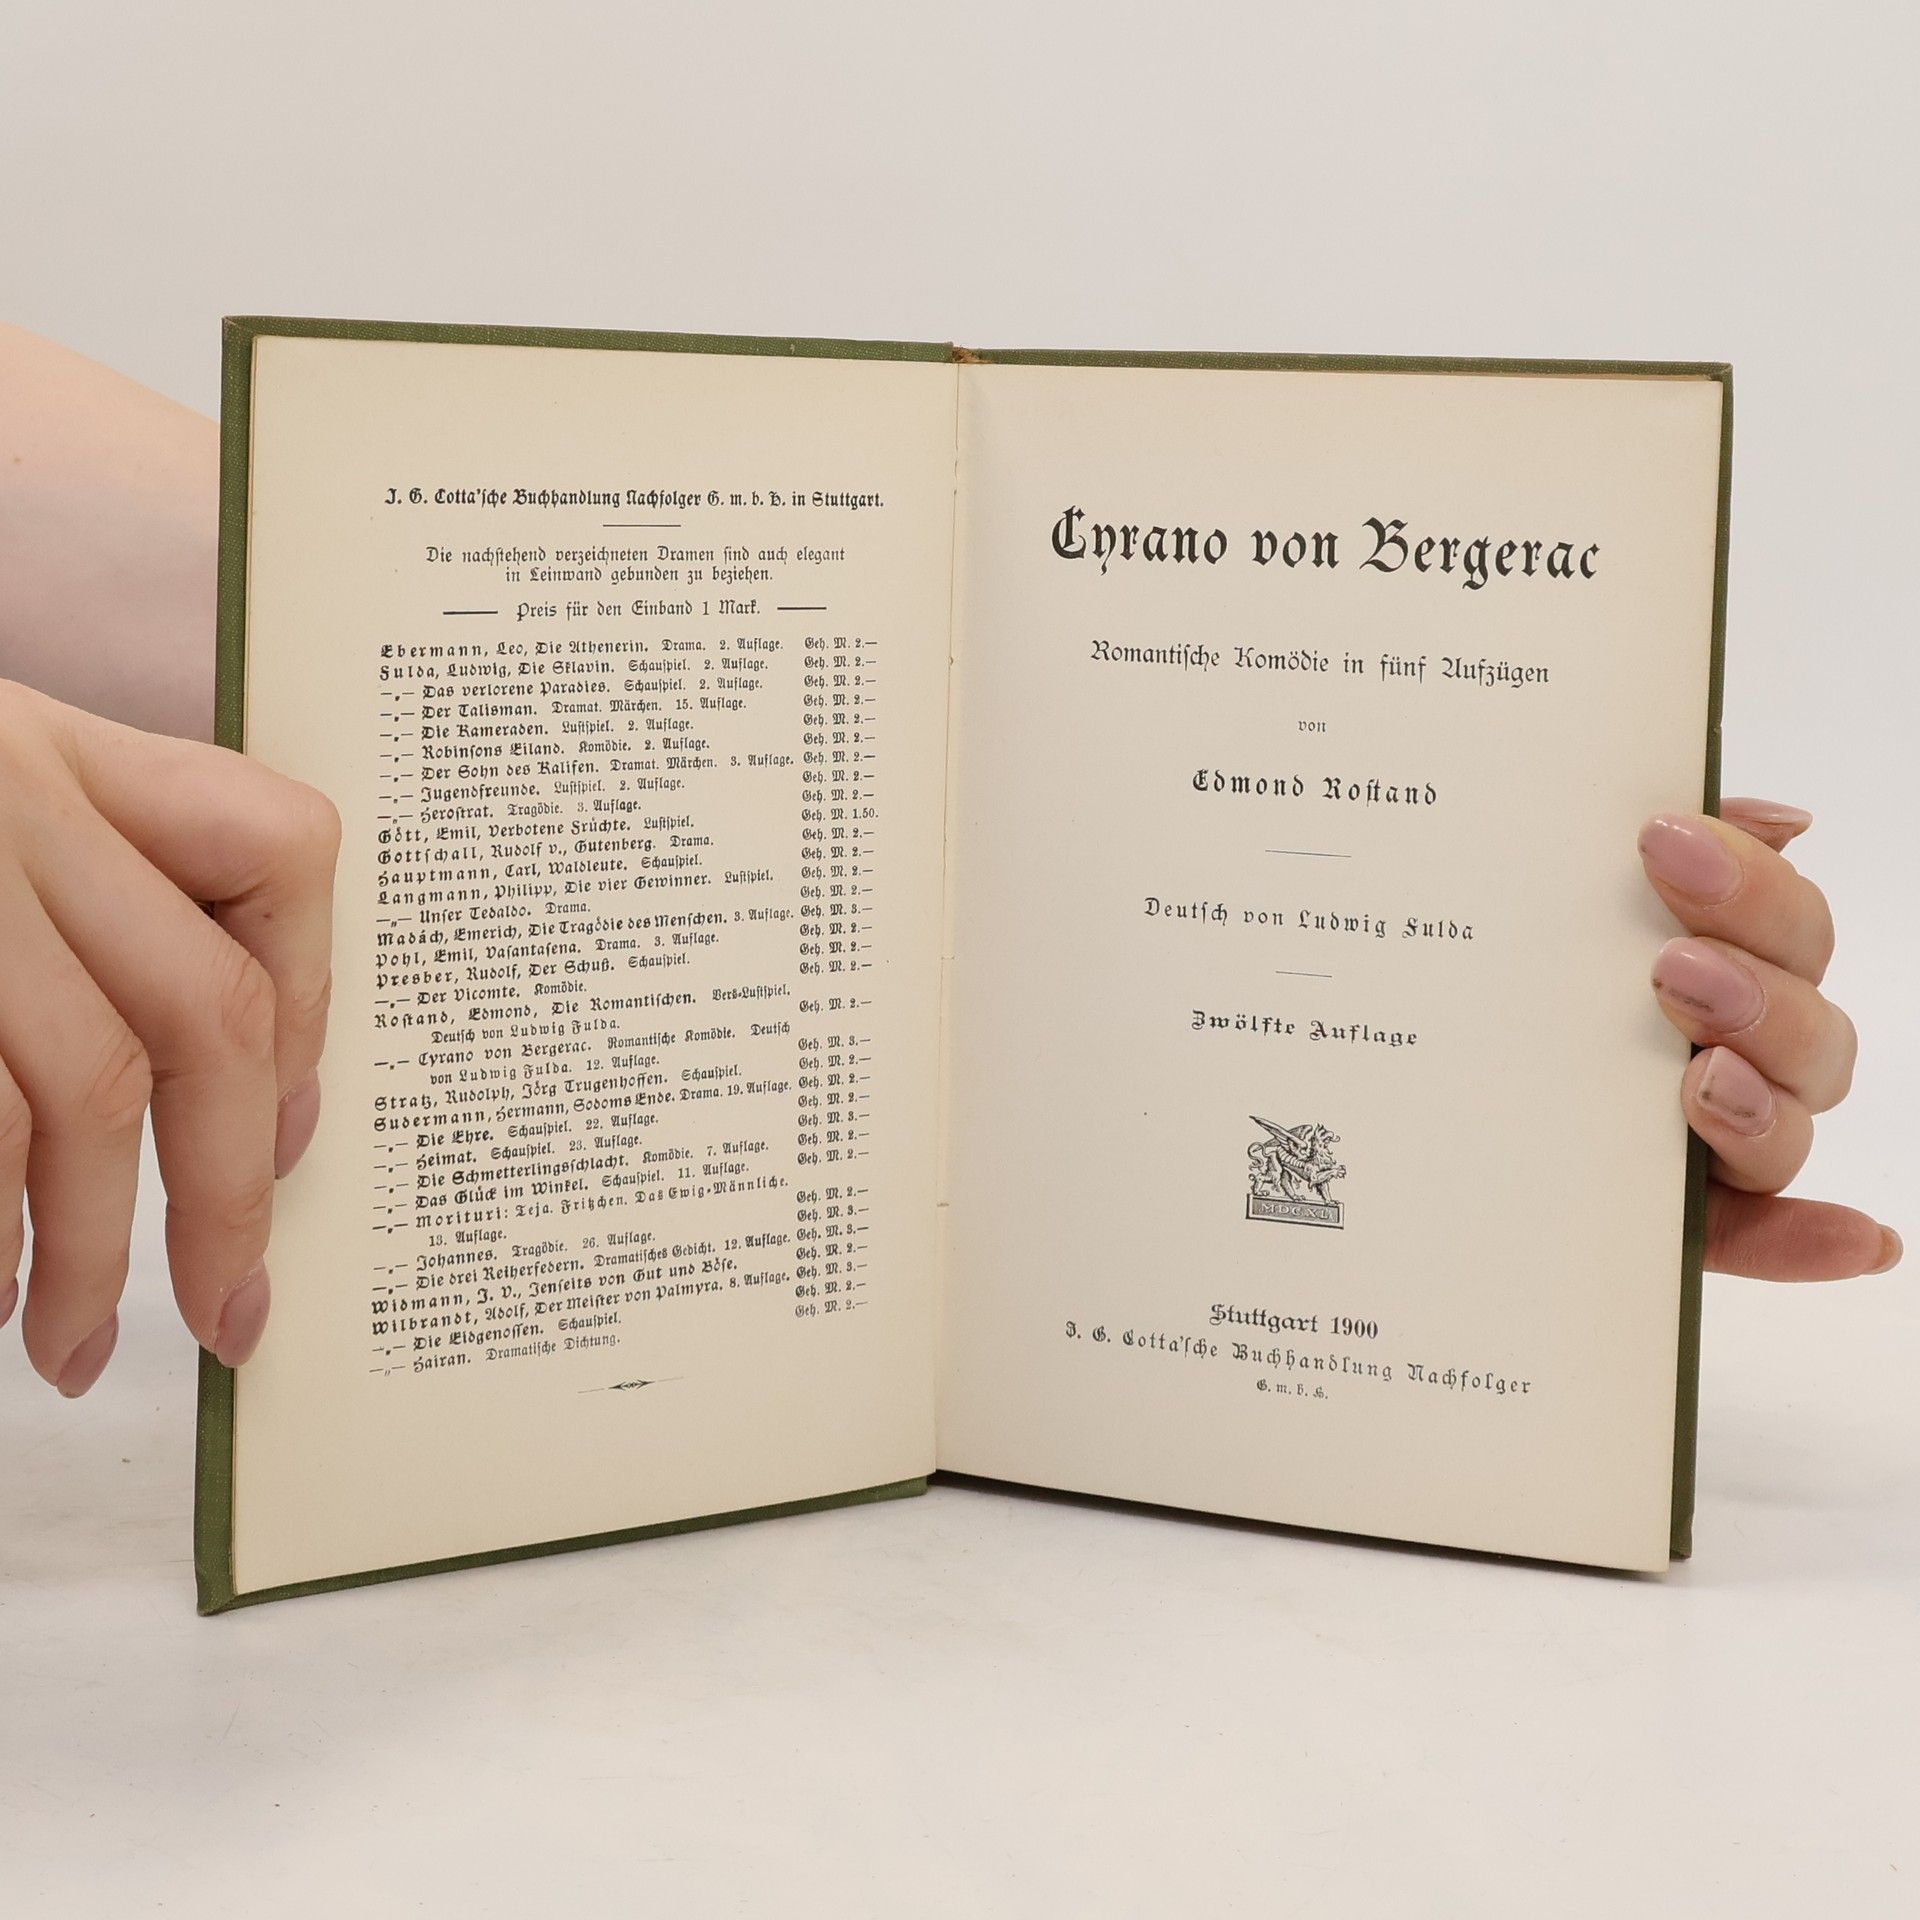 J. G. Cotta'sche Buchhandlung Nachfolger G. m. b. H. in Stuttgart.
Die nachstehend verzeichneten Dramen sind auch elegant
in Leinwand gebunden zu beziehen.
Preis für den Einband 1 Mark.
Ebermann, Leo, Die Athenerin. Drama. 2. Auflage. Geh. M. 2.—
Fulda, Ludwig, Die Sklavin. Schauspiel. 2. Auflage. Geh. M. 2.—
—„— Das verlorene Paradies. Schauspiel. 2. Auflage. Geh. M. 2.—
—„— Der Talisman. Dramat. Märchen. 15. Auflage. Geh. M. 2.—
—„— Die Kameraden. Lustspiel. 2. Auflage. Geh. M. 2.—
—„— Robinsons Eiland. Komödie. 2. Auflage. Geh. M. 2.—
—„— Der Sohn des Kalifen. Dramat. Märchen. 3. Auflage. Geh. M. 2.—
—„— Jugendfreunde. Lustspiel. 2. Auflage. Geh. M. 2.—
—„— Herostrat. Tragödie. 3. Auflage. Geh. M. 2.—
Gött, Emil, Verbotene Früchte. Lustspiel. Geh. M. 1.50.
Gottschall, Rudolf v., Gutenberg. Drama. Geh. M. 2.—
Hauptmann, Carl, Waldleute. Schauspiel. Geh. M. 2.—
Langmann, Philipp, Die vier Gewinner. Lustspiel. Geh. M. 2.—
—„— Unser Tedaldo. Drama. Geh. M. 2.—
Madách, Emerich, Die Tragödie des Menschen. 3. Auflage. Geh. M. 3.—
Pohl, Emil, Vasantasena. Drama. 3. Auflage. Geh. M. 2.—
Presber, Rudolf, Der Schuß. Schauspiel. Geh. M. 2.—
—„— Der Vicomte. Komödie. Geh. M. 2.—
Rostand, Edmond, Die Romantischen. Vers-Lustspiel.
Deutsch von Ludwig Fulda. Geh. M. 2.—
—„— Cyrano von Bergerac. Romantische Komödie. Deutsch
von Ludwig Fulda. 12. Auflage. Geh. M. 3.—
Stratz, Rudolph, Jörg Trugenhoffen. Schauspiel. Geh. M. 2.—
Sudermann, Hermann, Sodoms Ende. Drama. 19. Auflage. Geh. M. 2.—
—„— Die Ehre. Schauspiel. 22. Auflage. Geh. M. 2.—
—„— Heimat. Schauspiel. 23. Auflage. Geh. M. 3.—
—„— Die Schmetterlingsschlacht. Komödie. 7. Auflage. Geh. M. 2.—
—„— Das Glück im Winkel. Schauspiel. 11. Auflage. Geh. M. 2.—
—„— Morituri: Teja. Fritzchen. Das Ewig-Männliche.
13. Auflage. Geh. M. 2.—
—„— Johannes. Tragödie. 26. Auflage. Geh. M. 3.—
—„— Die drei Reiherfedern. Dramatisches Gedicht. 12. Auflage. Geh. M. 3.—
Widmann, J. V., Jenseits von Gut und Böse. Geh. M. 2.—
Wilbrandt, Adolf, Der Meister von Palmyra. 8. Auflage. Geh. M. 3.—
—„— Die Eidgenossen. Schauspiel. Geh. M. 2.—
—„— Hairan. Dramatische Dichtung. Geh. M. 2.—
Cyrano von Bergerac
Romantische Komödie in fünf Aufzügen
von
Edmond Rostand
Deutsch von Ludwig Fulda
Zwölfte Auflage
MDCXL
Stuttgart 1900
J. G. Cotta'sche Buchhandlung Nachfolger
G. m. b. H.